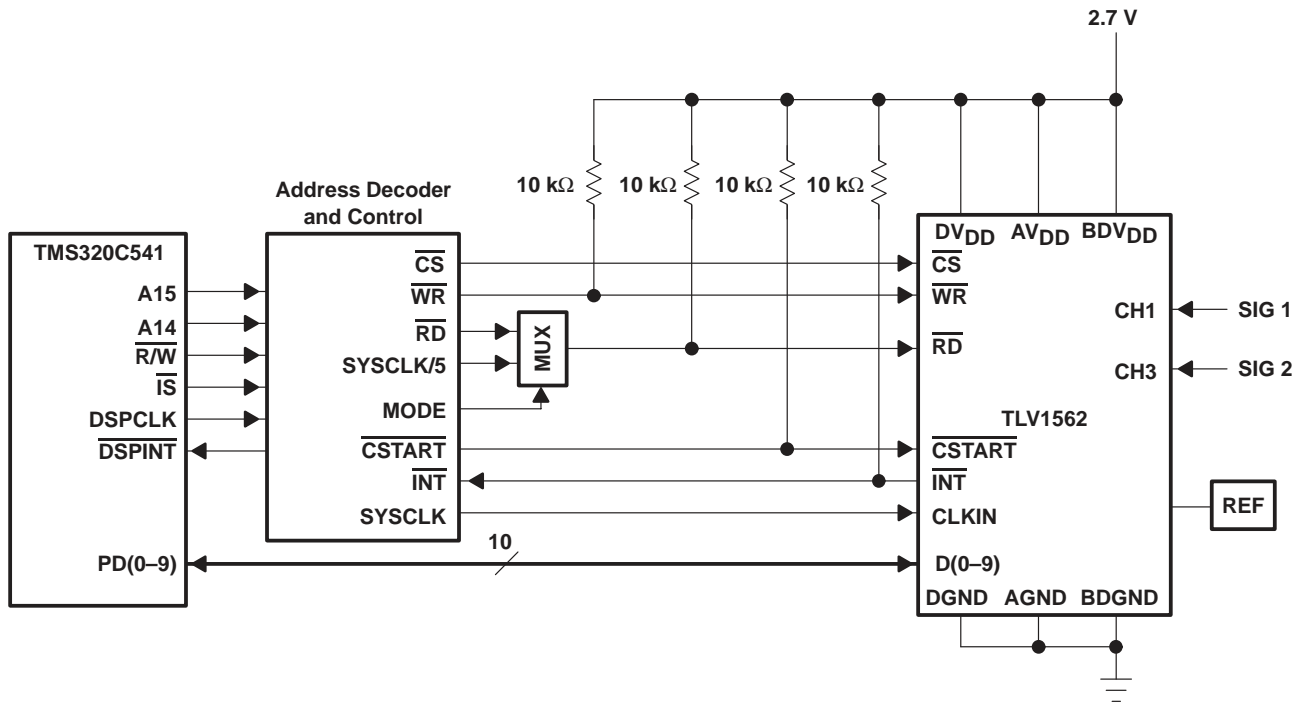 2.7 V
10 kΩ 10 kΩ 10 kΩ 10 kΩ
Address Decoder
and Control
TMS320C541
A15
A14
R/W
IS
DSPCLK
DSPINT
PD(0–9)
CS
WR
RD
SYSCLK/5
MODE
CSTART
INT
SYSCLK
MUX
10
DVDD AVDD BDVDD
CS
WR
RD
CSTART
INT
CLKIN
D(0–9)
CH1
CH3
TLV1562
DGND AGND BDGND
SIG 1
SIG 2
REF